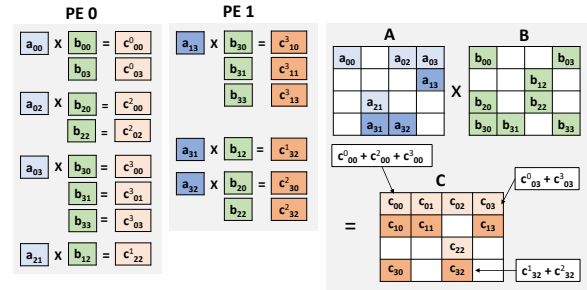 PE 0
a₀₀ X b₀₀ = c⁰₀₀
b₀₃ c⁰₀₃
a₀₂ X b₂₀ = c²₀₀
b₂₂ = c²₀₂
a₀₃ X b₃₀ = c³₀₀
b₃₁ = c³₀₁
b₃₃ = c³₀₃
a₂₁ X b₁₂ = c¹₂₂
PE 1
a₁₃ X b₃₀ = c³₁₀
b₃₁ c³₁₁
b₃₃ = c³₁₃
a₃₁ X b₁₂ = c¹₃₂
a₃₂ X b₂₀ = c²₃₀
b₂₂ c²₃₂
A
a₀₀ a₀₂ a₀₃
a₁₃
a₂₁
a₃₁ a₃₂
X
B
b₀₀ b₀₃
b₁₂
b₂₀ b₂₂
b₃₀ b₃₁ b₃₃
c⁰₀₀ + c²₀₀ + c³₀₀
=
C
c₀₀ c₀₁ c₀₂ c₀₃
c₁₀ c₁₁ c₁₃
c₂₂
c₃₀ c₃₂
c⁰₀₃ + c³₀₃
c¹₃₂ + c²₃₂